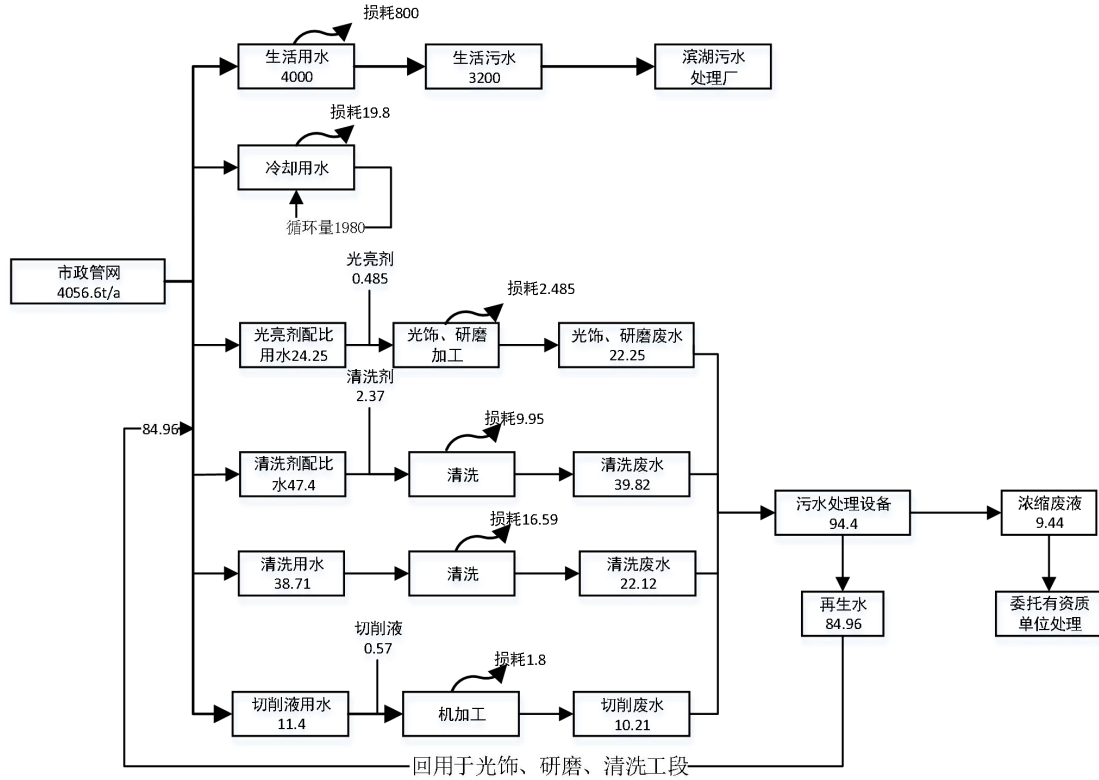 损耗800
生活用水
4000
生活污水
3200
滨湖污水
处理厂
损耗19.8
冷却用水
循环量1980
市政管网
4056.6t/a
光亮剂
0.485
损耗2.485
光亮剂配比
用水24.25
光饰、研磨
加工
光饰、研磨废水
22.25
清洗剂
2.37
84.96
损耗9.95
清洗剂配比
水47.4
清洗
清洗废水
39.82
污水处理设备
94.4
浓缩废液
9.44
损耗16.59
清洗用水
38.71
清洗
清洗废水
22.12
再生水
84.96
委托有资质
单位处理
切削液
0.57
损耗1.8
切削液用水
11.4
机加工
切削废水
10.21
回用于光饰、研磨、清洗工段